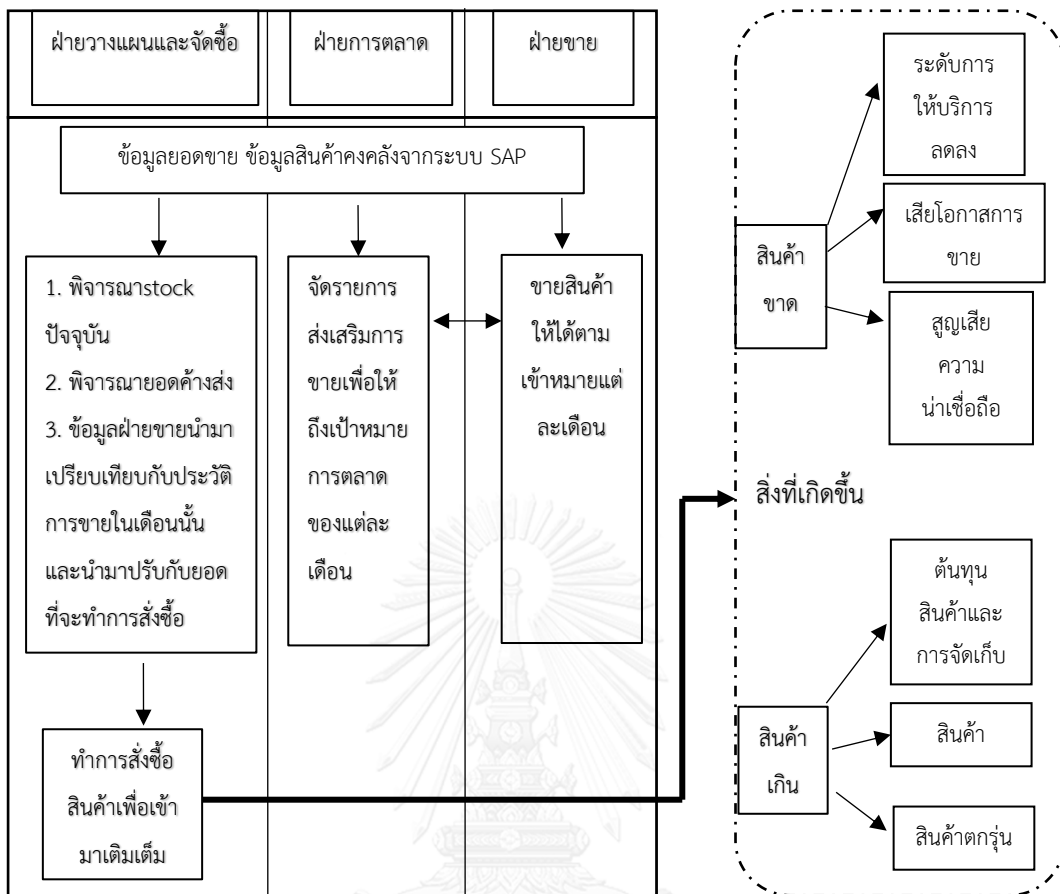 ฝ่ายวางแผนและจัดซื้อ
ฝ่ายการตลาด
ฝ่ายขาย
ข้อมูลยอดขาย ข้อมูลสินค้าคงคลังจากระบบ SAP
1. พิจารณาstock
ปัจจุบัน
2. พิจารณายอดค้างส่ง
3. ข้อมูลฝ่ายขายนำมา
เปรียบเทียบกับประวัติ
การขายในเดือนนั้น
และนำมาปรับกับยอด
ที่จะทำการสั่งซื้อ
จัดรายการ
ส่งเสริมการ
ขายเพื่อให้
ถึงเป้าหมาย
การตลาด
ของแต่ละ
เดือน
ขายสินค้า
ให้ได้ตาม
เข้าหมายแต่
ละเดือน
ทำการสั่งซื้อ
สินค้าเพื่อเข้า
มาเติมเต็ม
สิ่งที่เกิดขึ้น
สินค้า
ขาด
ระดับการ
ให้บริการ
ลดลง
เสียโอกาสการ
ขาย
สูญเสีย
ความ
น่าเชื่อถือ
สินค้า
เกิน
ต้นทุน
สินค้าและ
การจัดเก็บ
สินค้า
สินค้าตกรุ่น